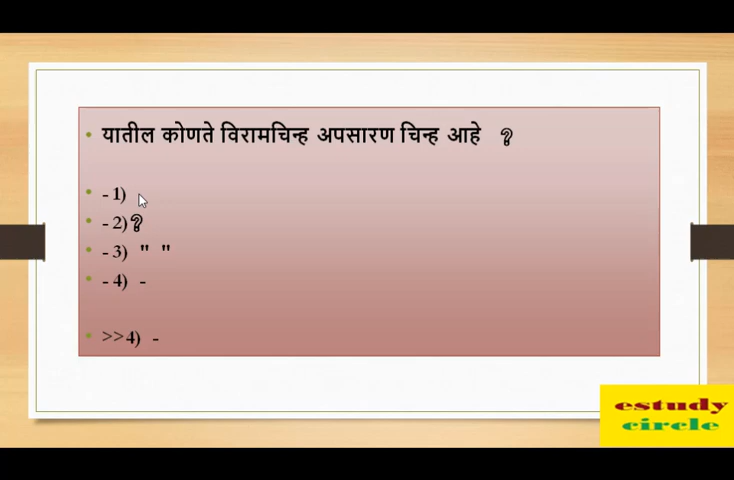 यातील कोणते विरामचिन्ह अपसारण चिन्ह आहे ?
- 1)
- 2) ?
- 3) " "
- 4) -
>>4) -
estudy
circle